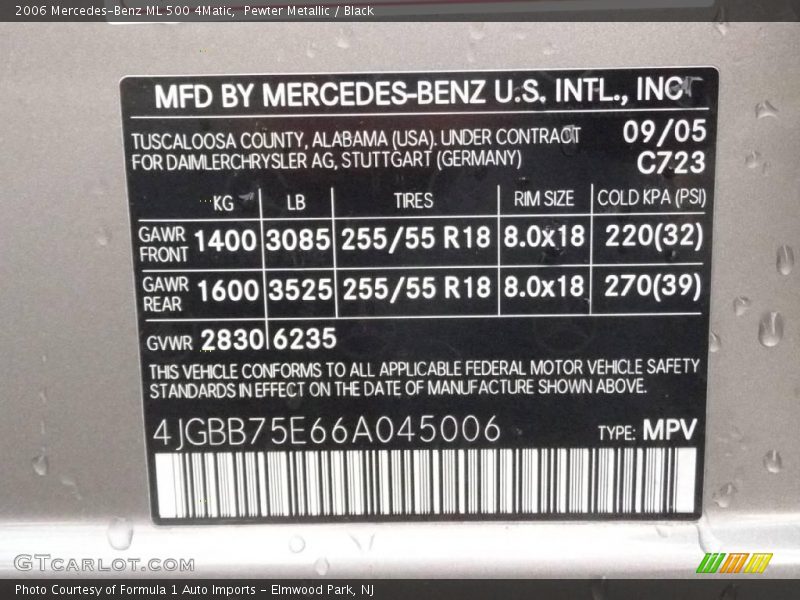 2006 Mercedes-Benz ML 500 4Matic,  Pewter Metallic / Black
MFD BY MERCEDES-BENZ U.S. INTL., INC
TUSCALOOSA COUNTY, ALABAMA (USA). UNDER CONTRACT 09/05
FOR DAIMLERCHRYSLER AG, STUTTGART (GERMANY) C723
KG LB TIRES RIM SIZE COLD KPA (PSI)
GAWR FRONT 1400 3085 255/55 R18 8.0x18 220(32)
GAWR REAR 1600 3525 255/55 R18 8.0x18 270(39)
GVWR 2830 6235
THIS VEHICLE CONFORMS TO ALL APPLICABLE FEDERAL MOTOR VEHICLE SAFETY
STANDARDS IN EFFECT ON THE DATE OF MANUFACTURE SHOWN ABOVE.
4JGBB75E66A045006 TYPE: MPV
GTCARLOT.COM
Photo Courtesy of Formula 1 Auto Imports - Elmwood Park, NJ